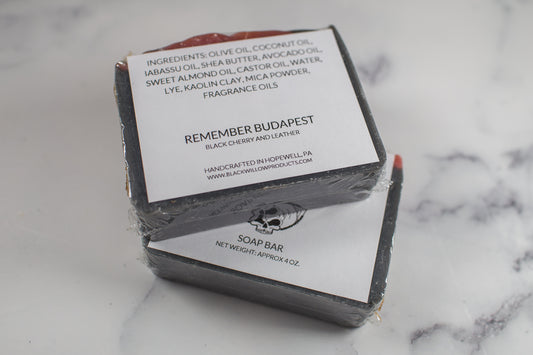 INGREDIENTS: OLIVE OIL, COCONUT OIL,
IABASSU OIL, SHEA BUTTER, AVOCADO OIL,
SWEET ALMOND OIL, CASTOR OIL, WATER,
LYE, KAOLIN CLAY, MICA POWDER,
FRAGRANCE OILS
REMEMBER BUDAPEST
BLACK CHERRY AND LEATHER
HANDCRAFTED IN HOPEWELL, PA
WWW.BLACKWILLOWPRODUCTS.COM
SOAP BAR
NET WEIGHT: APPROX 4 OZ.